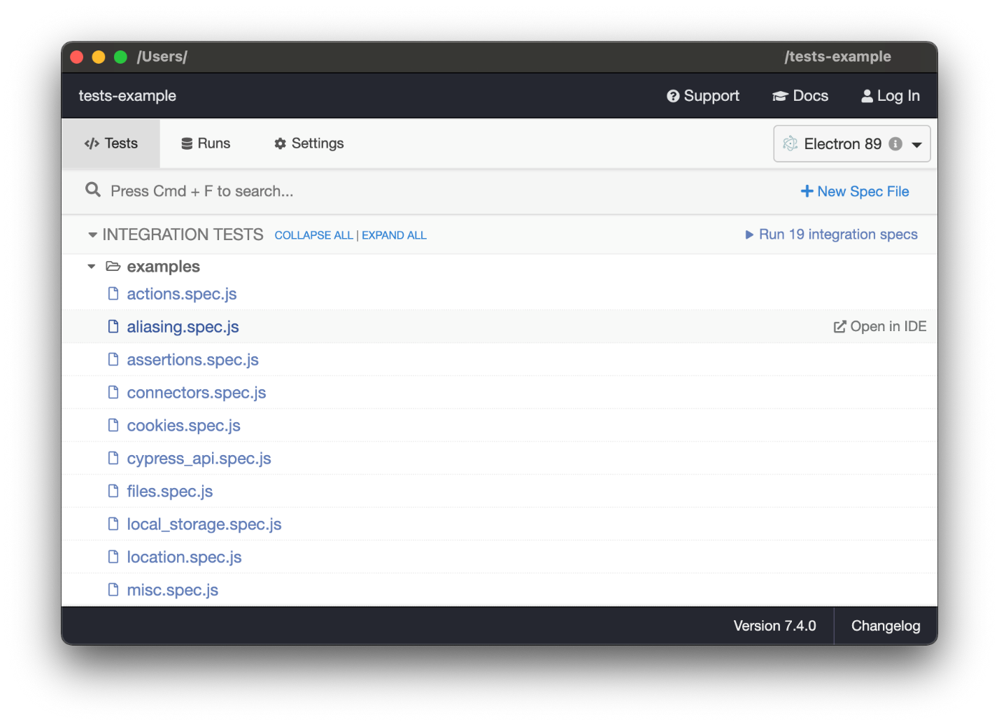 /Users/ /tests-example
tests-example Support Docs Log In
Tests Runs Settings Electron 89
Press Cmd + F to search... New Spec File
INTEGRATION TESTS COLLAPSE ALL | EXPAND ALL Run 19 integration specs
examples
actions.spec.js
aliasing.spec.js Open in IDE
assertions.spec.js
connectors.spec.js
cookies.spec.js
cypress_api.spec.js
files.spec.js
local_storage.spec.js
location.spec.js
misc.spec.js
Version 7.4.0 Changelog